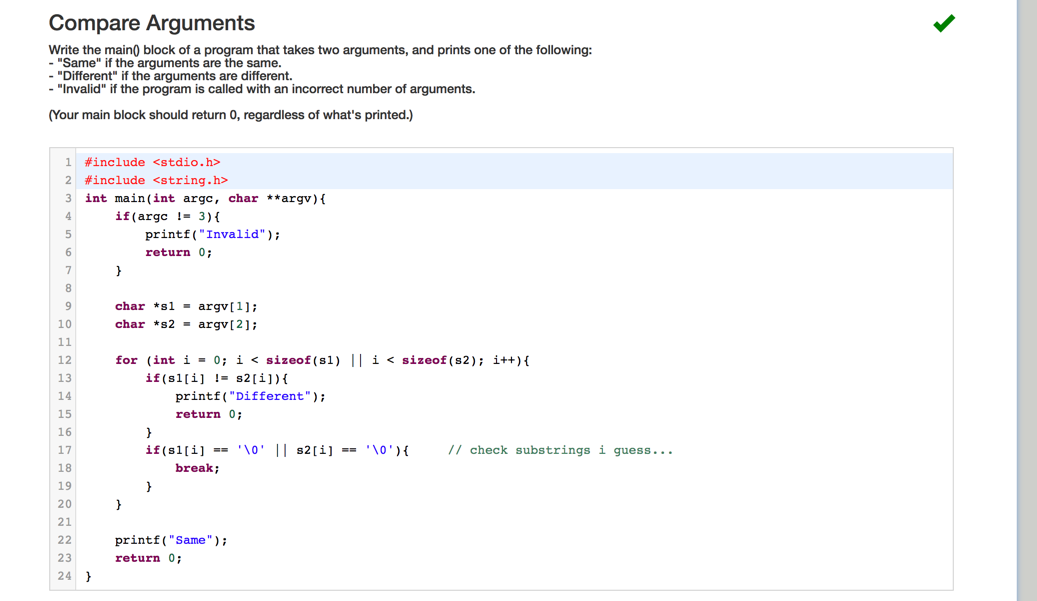 Compare Arguments
Write the main() block of a program that takes two arguments, and prints one of the following:
- "Same" if the arguments are the same.
- "Different" if the arguments are different.
- "Invalid" if the program is called with an incorrect number of arguments.
(Your main block should return 0, regardless of what's printed.)
1 #include <stdio.h>
2 #include <string.h>
3 int main(int argc, char **argv){
4     if(argc != 3){
5         printf("Invalid");
6         return 0;
7     }
8
9     char *s1 = argv[1];
10     char *s2 = argv[2];
11
12     for (int i = 0; i < sizeof(s1) || i < sizeof(s2); i++){
13         if(s1[i] != s2[i]){
14             printf("Different");
15             return 0;
16         }
17         if(s1[i] == '\0' || s2[i] == '\0'){     // check substrings i guess...
18             break;
19         }
20     }
21
22     printf("Same");
23     return 0;
24 }